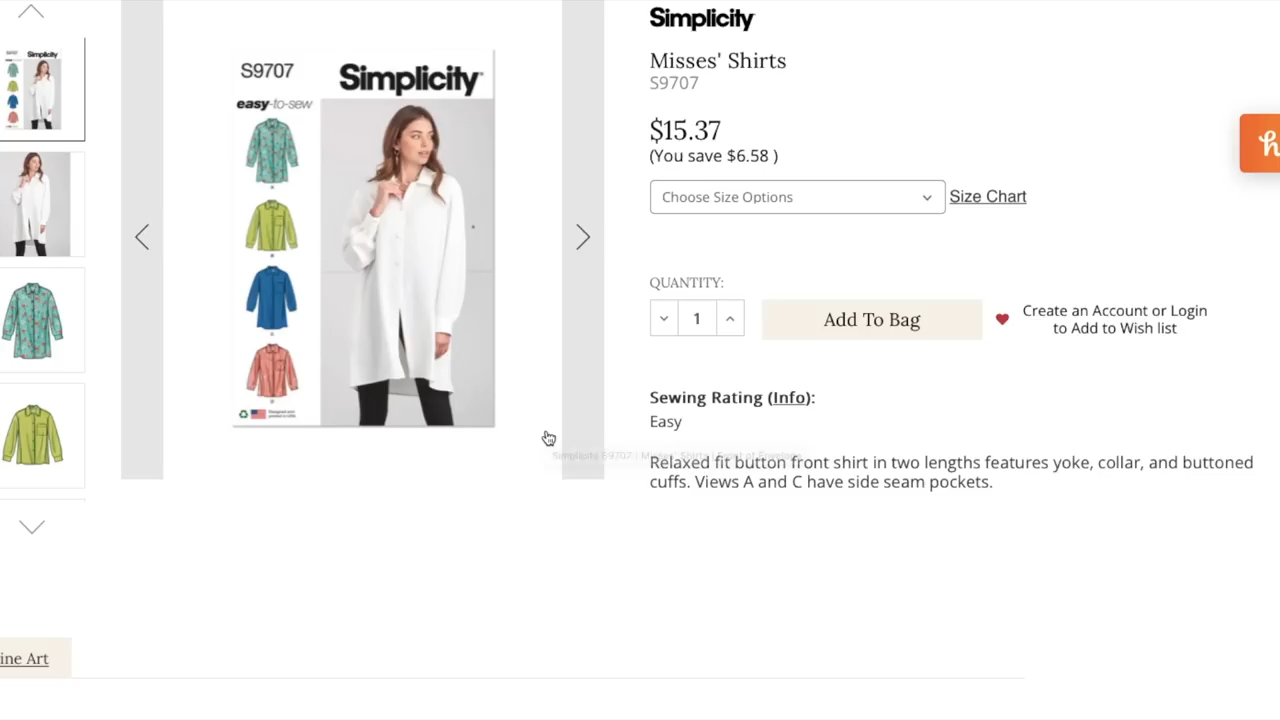 Simplicity
Misses' Shirts
S9707
$15.37
(You save $6.58 )
Choose Size Options
Size Chart
QUANTITY:
1
Add To Bag
Create an Account or Login
to Add to Wish list
Sewing Rating (Info):
Easy
Relaxed fit button front shirt in two lengths features yoke, collar, and buttoned
cuffs. Views A and C have side seam pockets.
S9707
Simplicity
easy-to-sew
Simplicity
ine Art